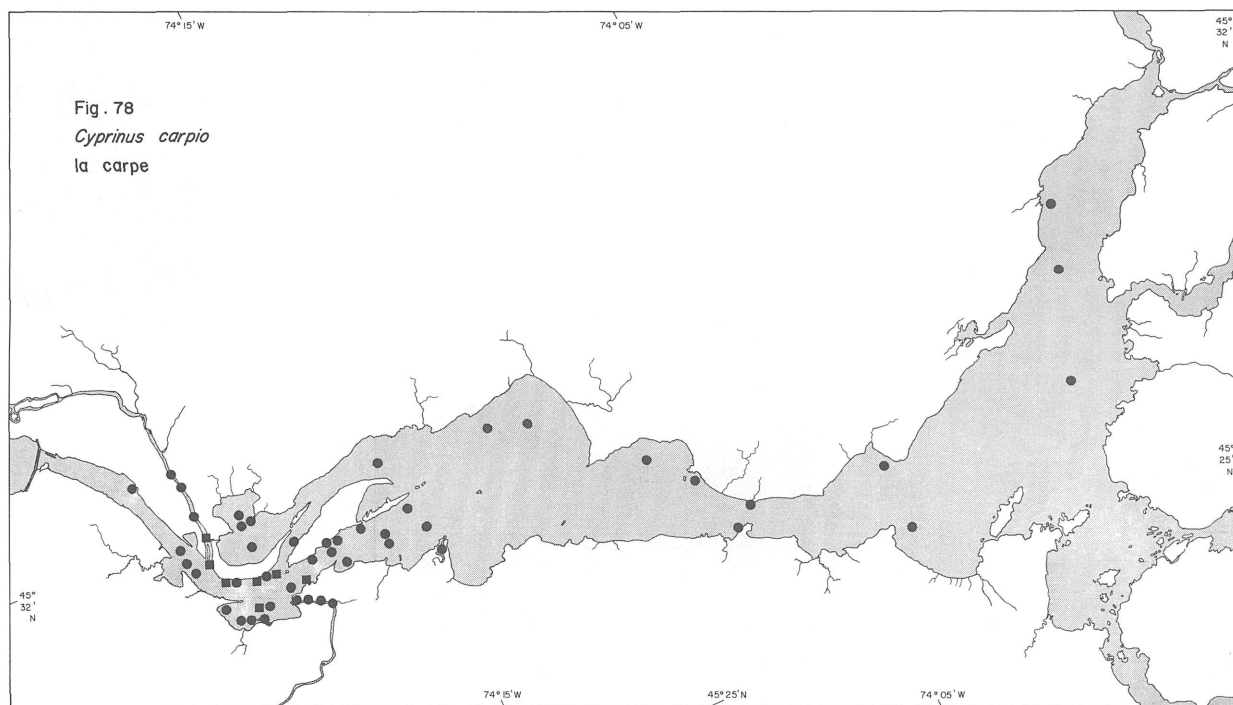 74° 15' W
74° 05' W
45°
32'
N
Fig. 78
Cyprinus carpio
la carpe
45°
25'
N
45°
32'
N
74° 15' W
45° 25' N
74° 05' W